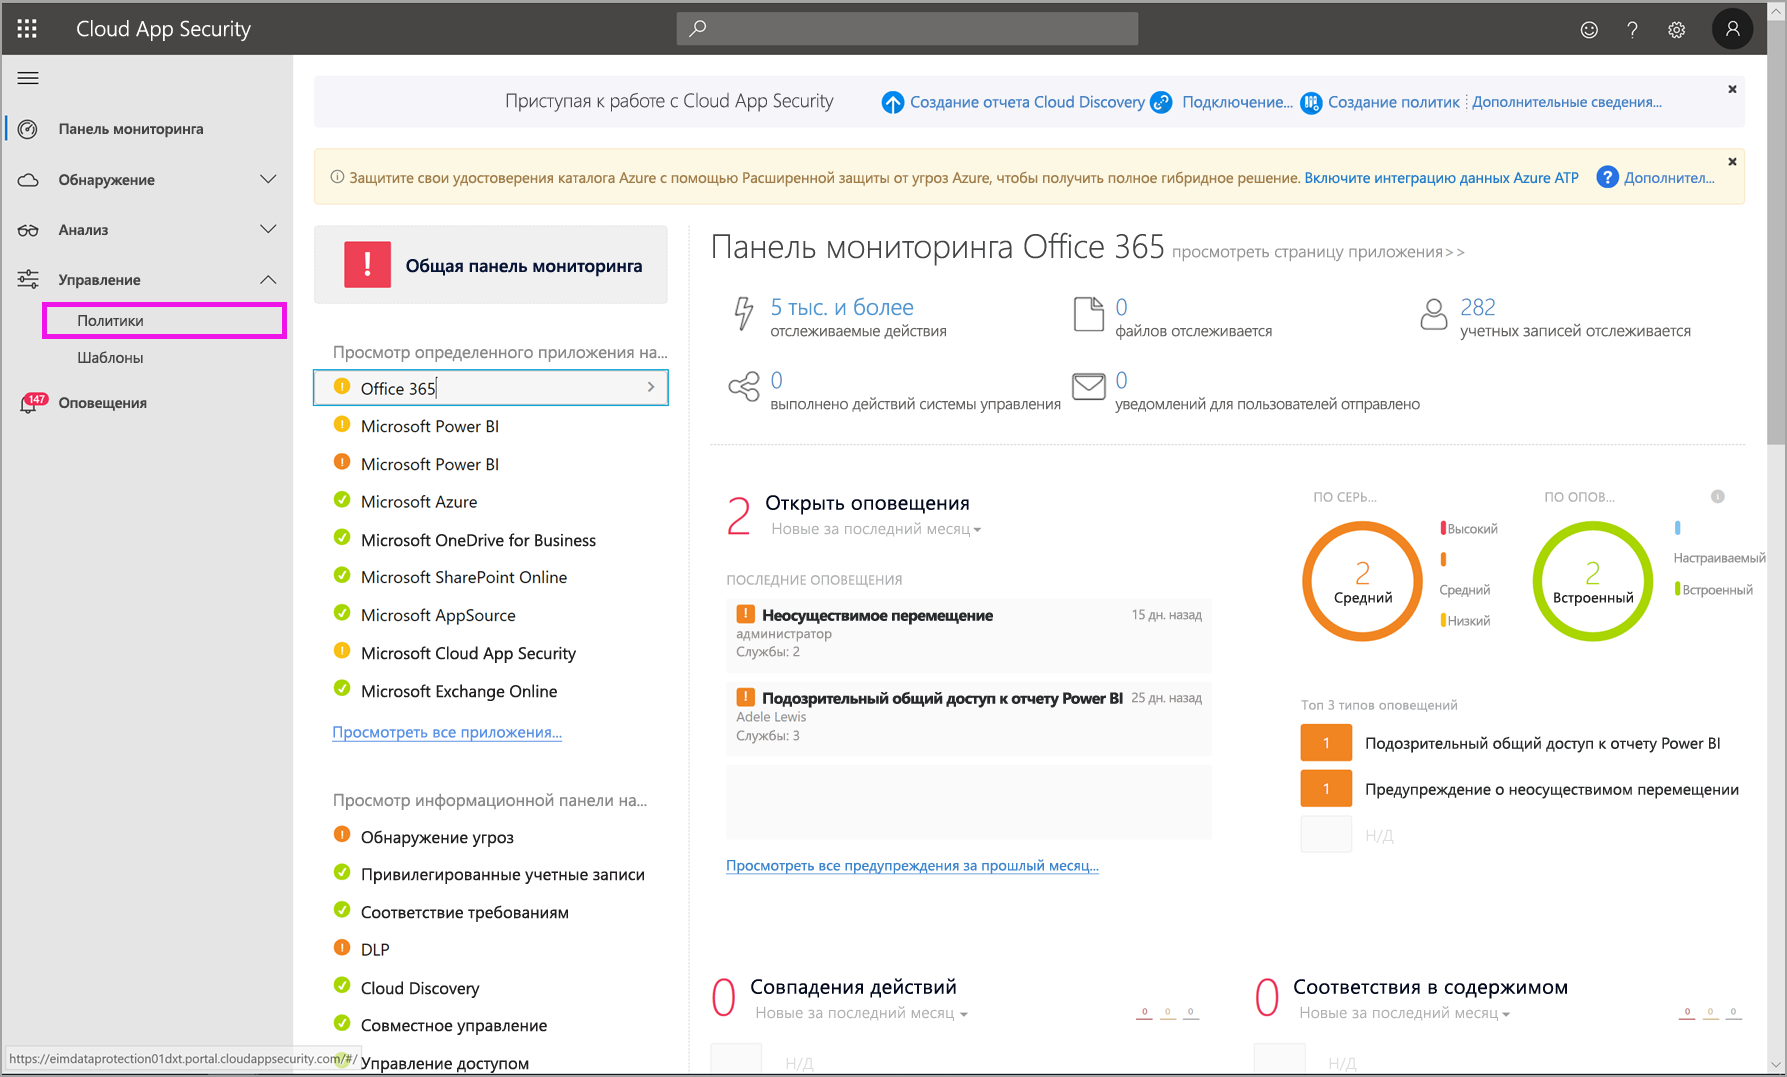 Cloud App Security
Панель мониторинга
Обнаружение
Анализ
Управление
Политики
Шаблоны
147
Оповещения
Приступая к работе с Cloud App Security
Создание отчета Cloud Discovery
Подключение...
Создание политик
Дополнительные сведения...
Защитите свои удостоверения каталога Azure с помощью Расширенной защиты от угроз Azure, чтобы получить полное гибридное решение. Включите интеграцию данных Azure ATP
Дополнител...
Общая панель мониторинга
Просмотр определенного приложения на...
Office 365
Microsoft Power BI
Microsoft Power BI
Microsoft Azure
Microsoft OneDrive for Business
Microsoft SharePoint Online
Microsoft AppSource
Microsoft Cloud App Security
Microsoft Exchange Online
Просмотреть все приложения...
Просмотр информационной панели на...
Обнаружение угроз
Привилегированные учетные записи
Соответствие требованиям
DLP
Cloud Discovery
Совместное управление
Управление доступом
https://eimdataprotection01dxt.portal.cloudappsecurity.com/#/
Панель мониторинга Office 365 просмотреть страницу приложения>>
5 тыс. и более
отслеживаемые действия
0
файлов отслеживается
282
учетных записей отслеживается
0
выполнено действий системы управления
0
уведомлений для пользователей отправлено
2 Открыть оповещения
Новые за последний месяц
ПОСЛЕДНИЕ ОПОВЕЩЕНИЯ
Неосуществимое перемещение 15 дн. назад
администратор
Службы: 2
Подозрительный общий доступ к отчету Power BI 25 дн. назад
Adele Lewis
Службы: 3
Просмотреть все предупреждения за прошлый месяц...
ПО СЕРЬ...
2
Средний
Высокий
Средний
Низкий
ПО ОПОВ...
2
Встроенный
Настраиваемый
Встроенный
Топ 3 типов оповещений
1 Подозрительный общий доступ к отчету Power BI
1 Предупреждение о неосуществимом перемещении
Н/Д
0 Совпадения действий
Новые за последний месяц
0 0 0
Н/Д
0 Соответствия в содержимом
Новые за последний месяц
0 0 0
Н/Д